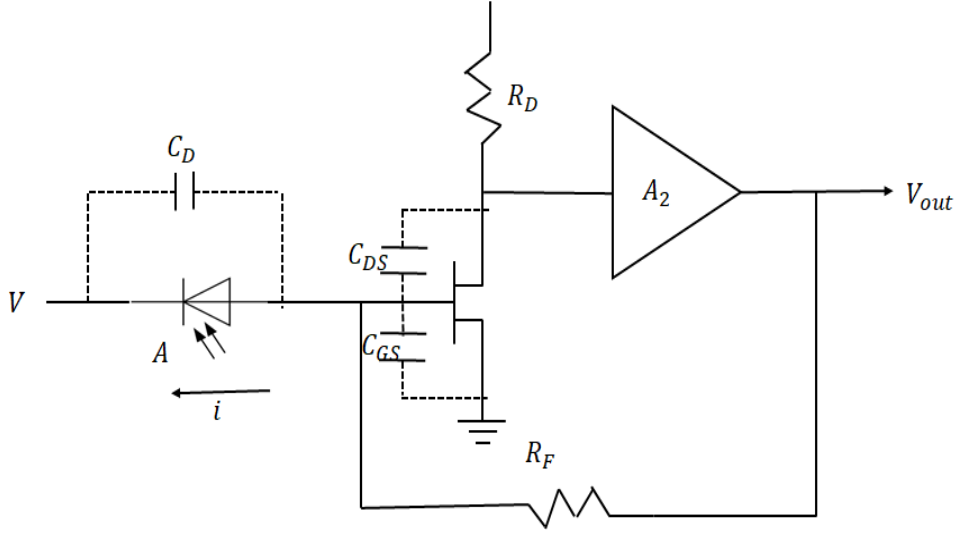 R_D
C_D
A_2
V_out
C_DS
V
C_GS
A
i
R_F